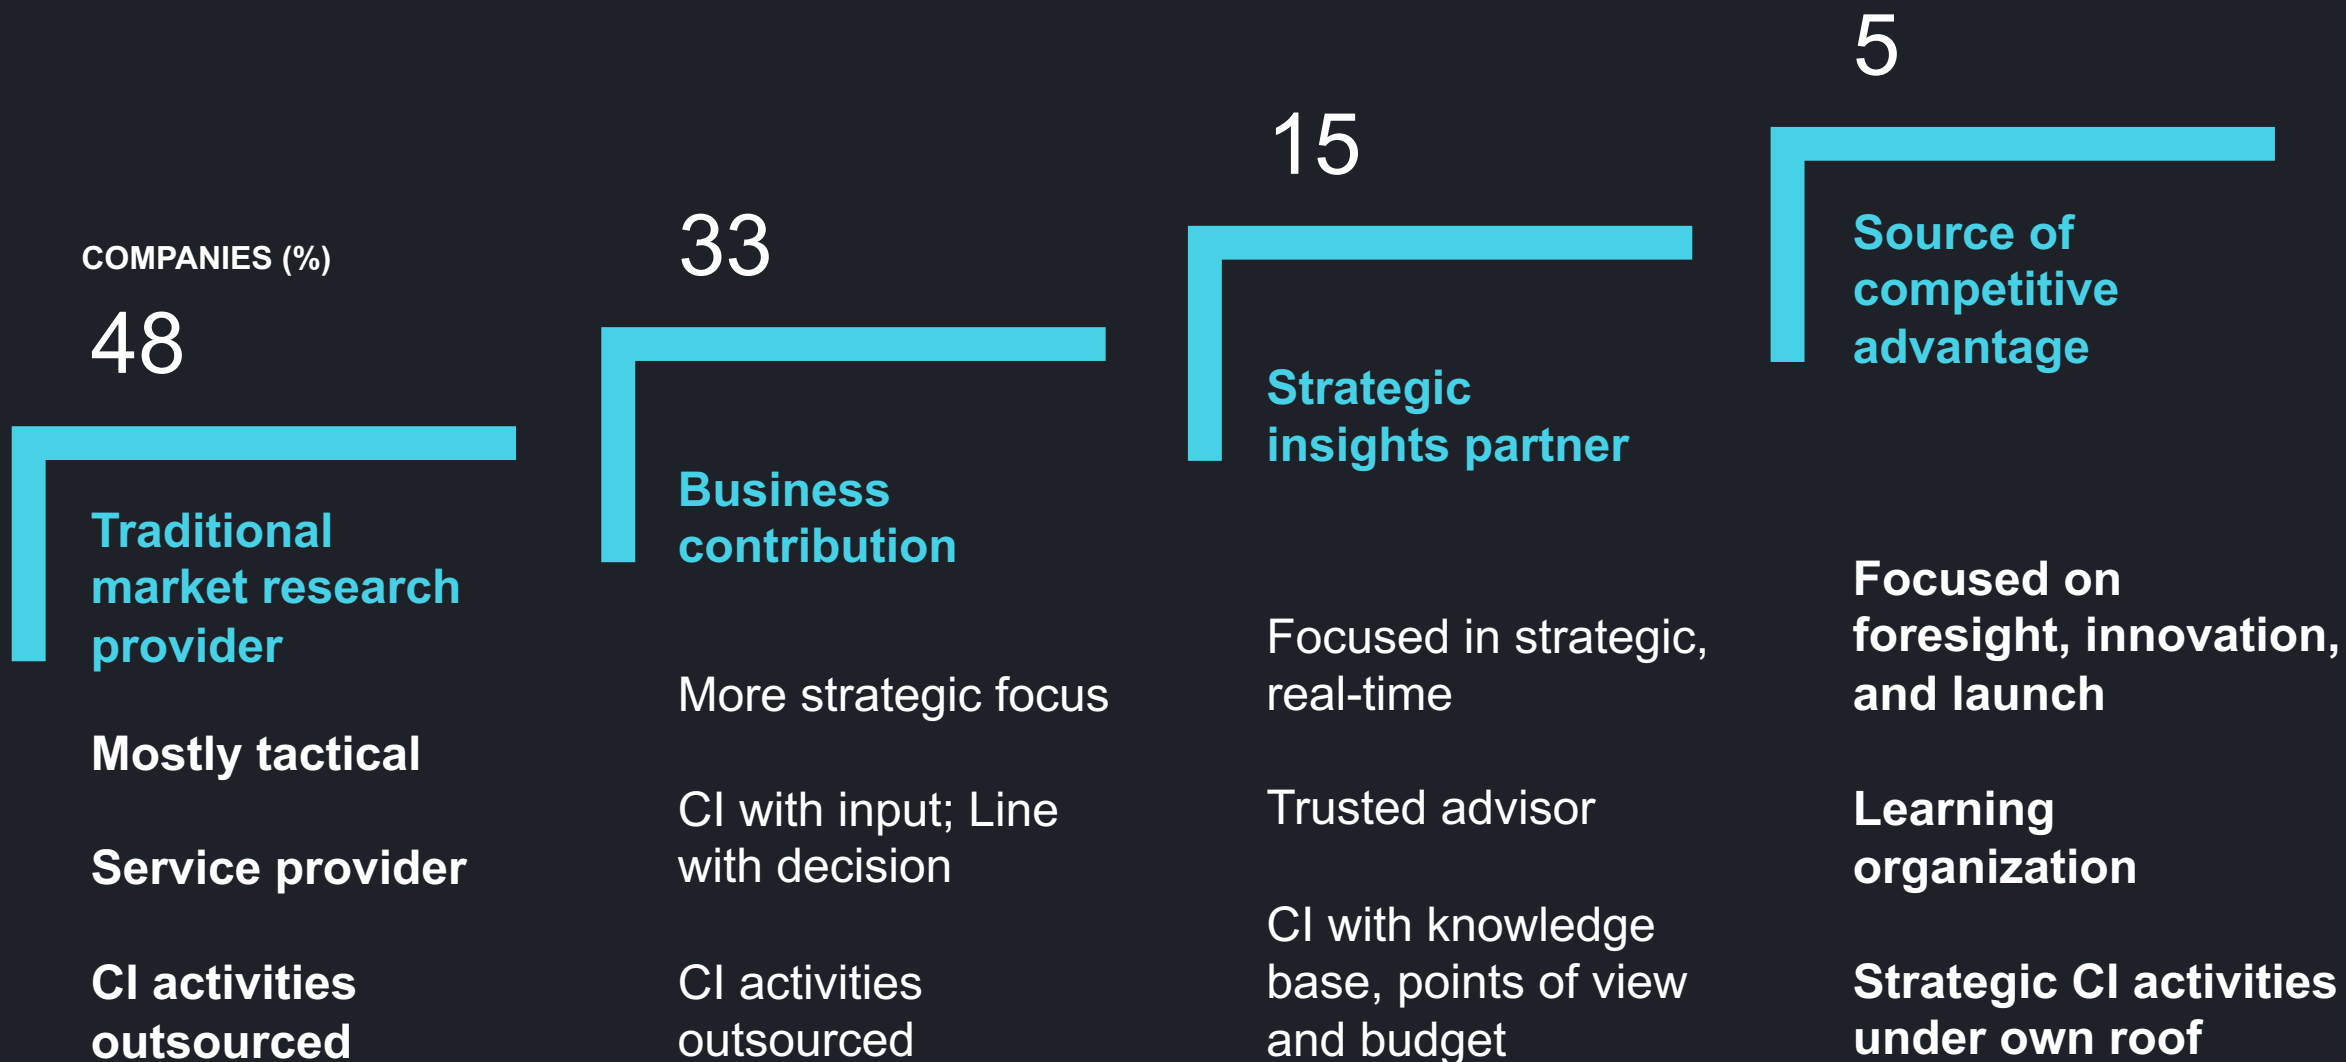 COMPANIES (%)
48
Traditional
market research
provider
Mostly tactical
Service provider
CI activities
outsourced
33
Business
contribution
More strategic focus
CI with input; Line
with decision
CI activities
outsourced
15
Strategic
insights partner
Focused in strategic,
real-time
Trusted advisor
CI with knowledge
base, points of view
and budget
5
Source of
competitive
advantage
Focused on
foresight, innovation,
and launch
Learning
organization
Strategic CI activities
under own roof